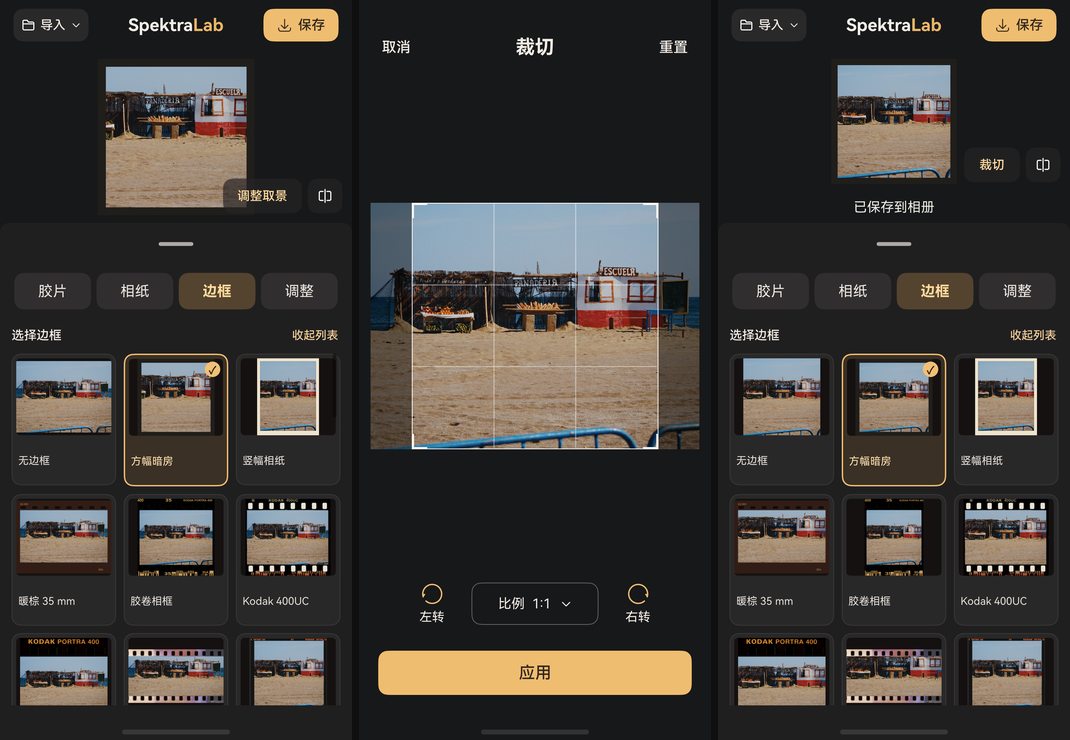 导入
SpektraLab
保存
PANADERIA
ESCUELA
调整取景
胶片
相纸
边框
调整
选择边框
收起列表
无边框
方幅暗房
竖幅相纸
暖棕 35 mm
胶卷相框
Kodak 400UC
KODAK PORTRA 400
取消
裁切
重置
PANADERIA
ESCUELA
左转
比例 1:1
右转
应用
导入
SpektraLab
保存
裁切
已保存到相册
胶片
相纸
边框
调整
选择边框
收起列表
无边框
方幅暗房
竖幅相纸
暖棕 35 mm
胶卷相框
Kodak 400UC
KODAK PORTRA 400